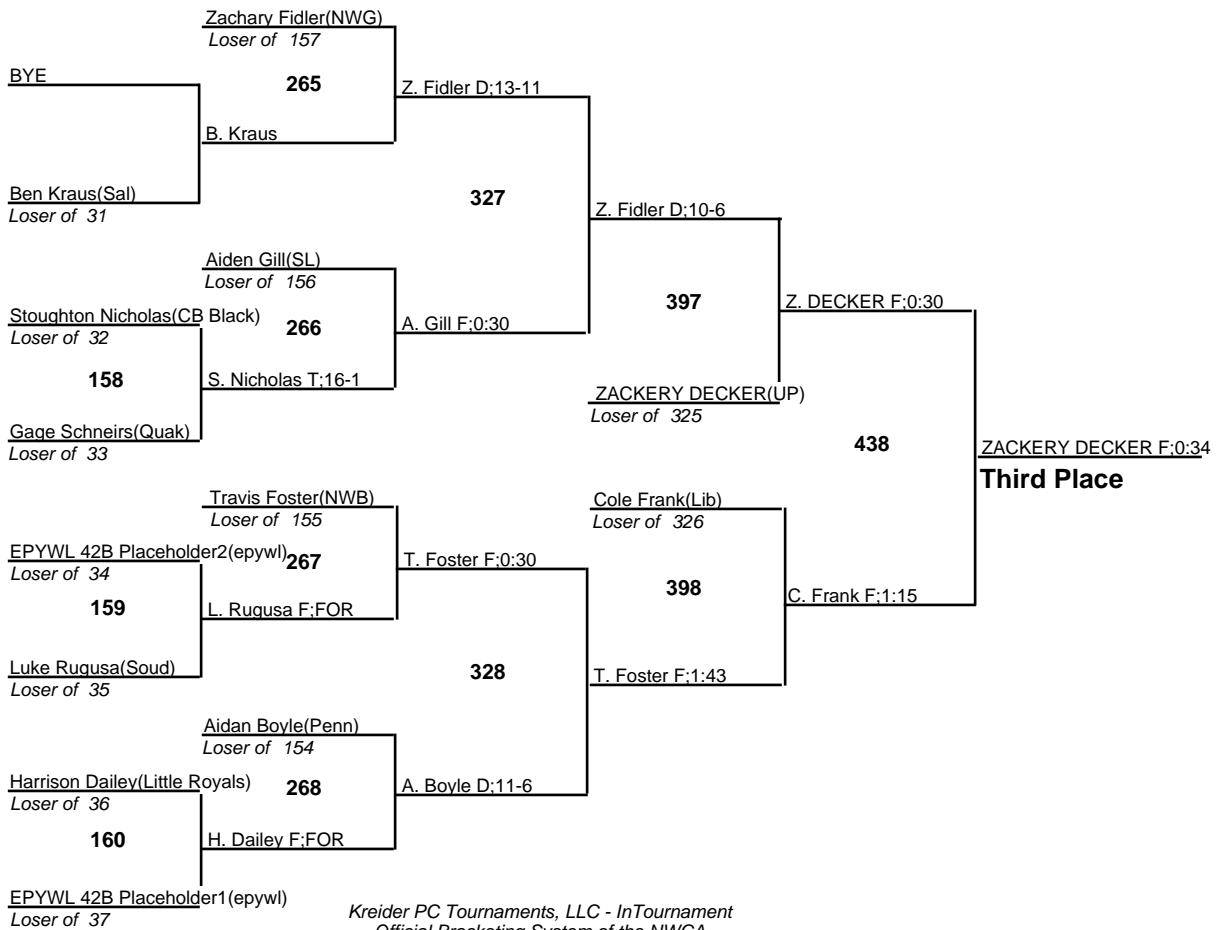 Zachary Fidler(NWG)
Loser of 157
BYE
265
Z. Fidler D;13-11
B. Kraus
Ben Kraus(Sal)
Loser of 31
327
Z. Fidler D;10-6
Aiden Gill(SL)
Loser of 156
Stoughton Nicholas(CB Black)
Loser of 32
266
A. Gill F;0:30
397
Z. DECKER F;0:30
158
S. Nicholas T;16-1
ZACKERY DECKER(UP)
Loser of 325
Gage Schneirs(Quak)
Loser of 33
438
ZACKERY DECKER F;0:34
Third Place
Travis Foster(NWB)
Loser of 155
Cole Frank(Lib)
Loser of 326
EPYWL 42B Placeholder2(epywl)
Loser of 34
267
T. Foster F;0:30
398
C. Frank F;1:15
159
L. Rugusa F;FOR
Luke Rugusa(Soud)
Loser of 35
328
T. Foster F;1:43
Aidan Boyle(Penn)
Loser of 154
Harrison Dailey(Little Royals)
Loser of 36
268
A. Boyle D;11-6
160
H. Dailey F;FOR
EPYWL 42B Placeholder1(epywl)
Loser of 37
Kreider PC Tournaments, LLC - InTournament
Official Bracketing System of the NWCA